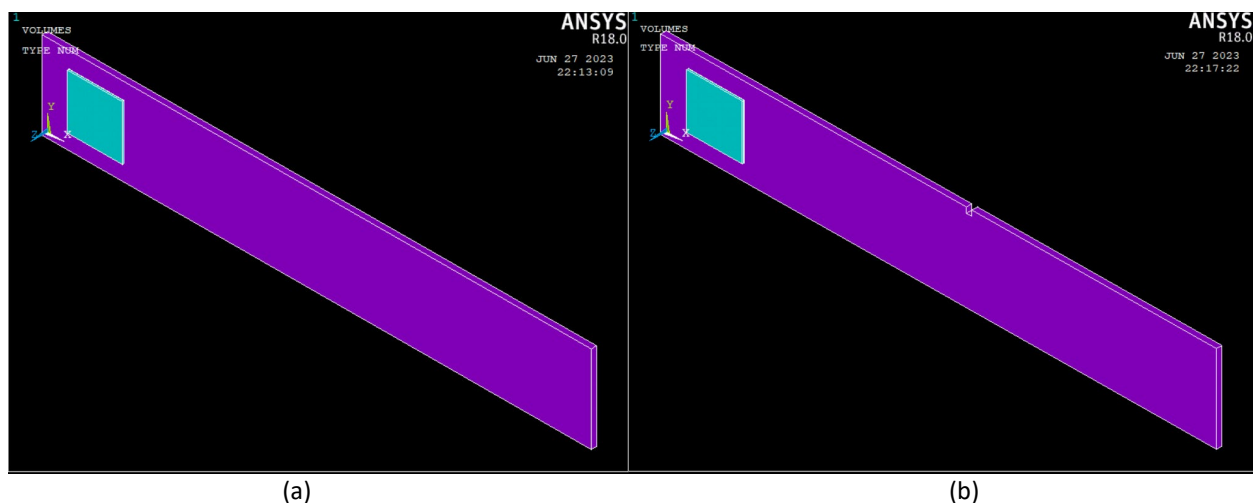 1
VOLUMES
TYPE NUM
ANSYS
R18.0
JUN 27 2023
22:13:09
Y
Z
X
(a)
1
VOLUMES
TYPE NUM
ANSYS
R18.0
JUN 27 2023
22:17:22
Y
Z
X
(b)